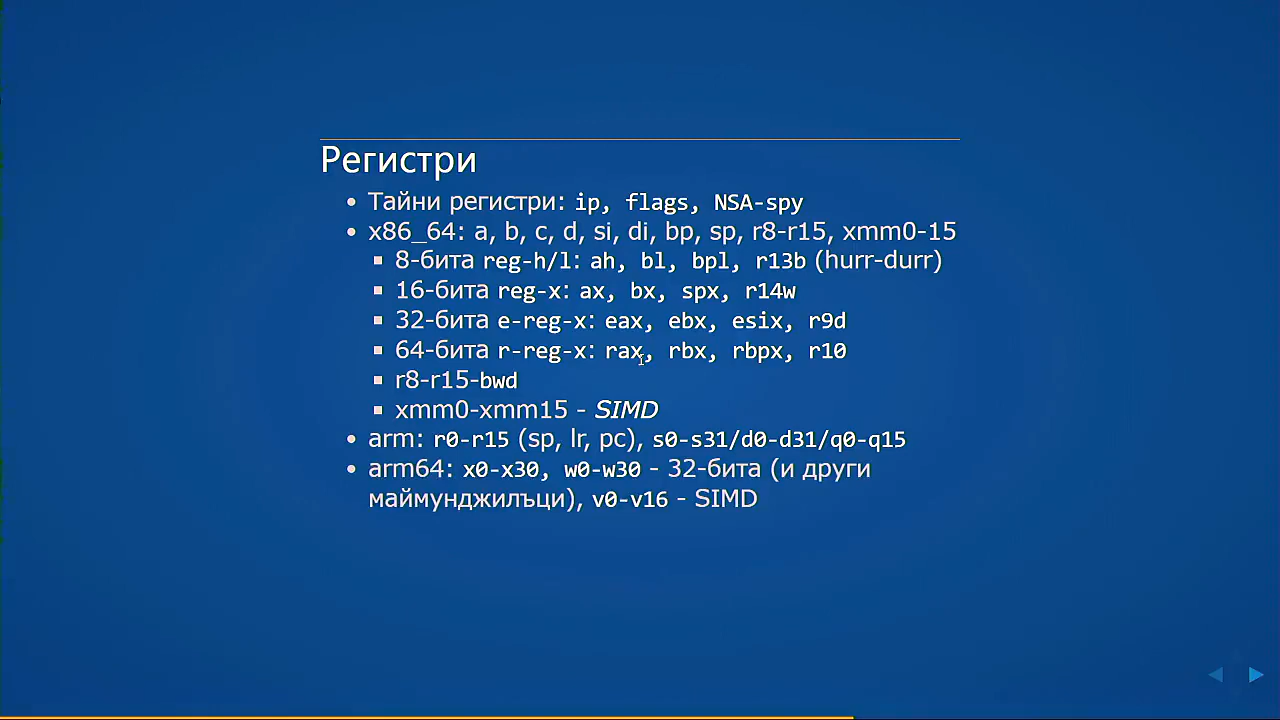 Регистри
Тайни регистри: ip, flags, NSA-spy
x86_64: a, b, c, d, si, di, bp, sp, r8-r15, xmm0-15
8-бита reg-h/l: ah, bl, bpl, r13b (hurr-durr)
16-бита reg-x: ax, bx, spx, r14w
32-бита e-reg-x: eax, ebx, esix, r9d
64-бита r-reg-x: rax, rbx, rbpx, r10
r8-r15-bwd
xmm0-xmm15 - SIMD
arm: r0-r15 (sp, lr, pc), s0-s31/d0-d31/q0-q15
arm64: x0-x30, w0-w30 - 32-бита (и други
маймунджилъци), v0-v16 - SIMD